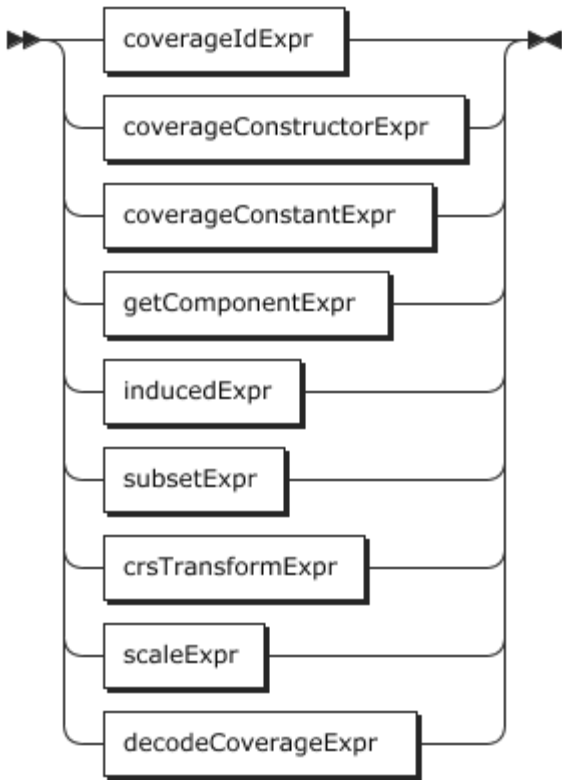 coverageIdExpr
coverageConstructorExpr
coverageConstantExpr
getComponentExpr
inducedExpr
subsetExpr
crsTransformExpr
scaleExpr
decodeCoverageExpr